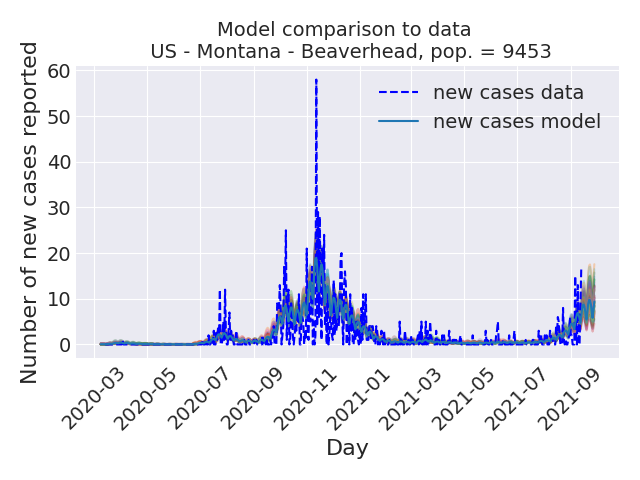 Model comparison to data
US - Montana - Beaverhead, pop. = 9453
Number of new cases reported
60
50
40
30
20
10
0
new cases data
new cases model
2020-03
2020-05
2020-07
2020-09
2020-11
2021-01
2021-03
2021-05
2021-07
2021-09
Day